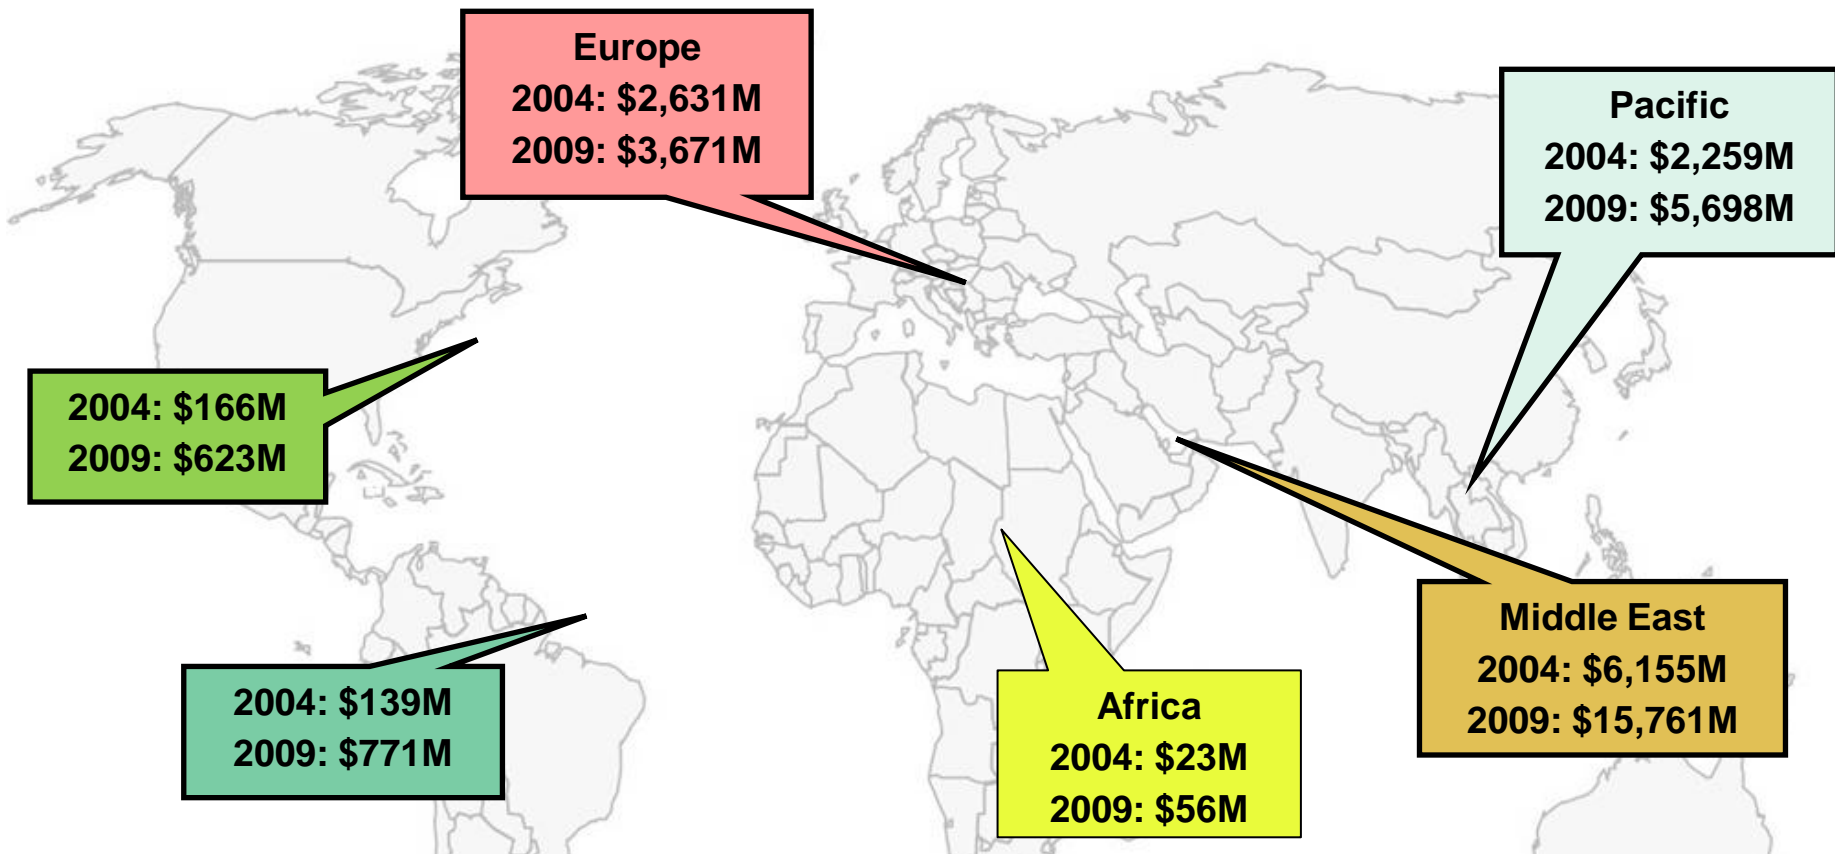 Europe
2004: $2,631M
2009: $3,671M
Pacific
2004: $2,259M
2009: $5,698M
2004: $166M
2009: $623M
2004: $139M
2009: $771M
Africa
2004: $23M
2009: $56M
Middle East
2004: $6,155M
2009: $15,761M